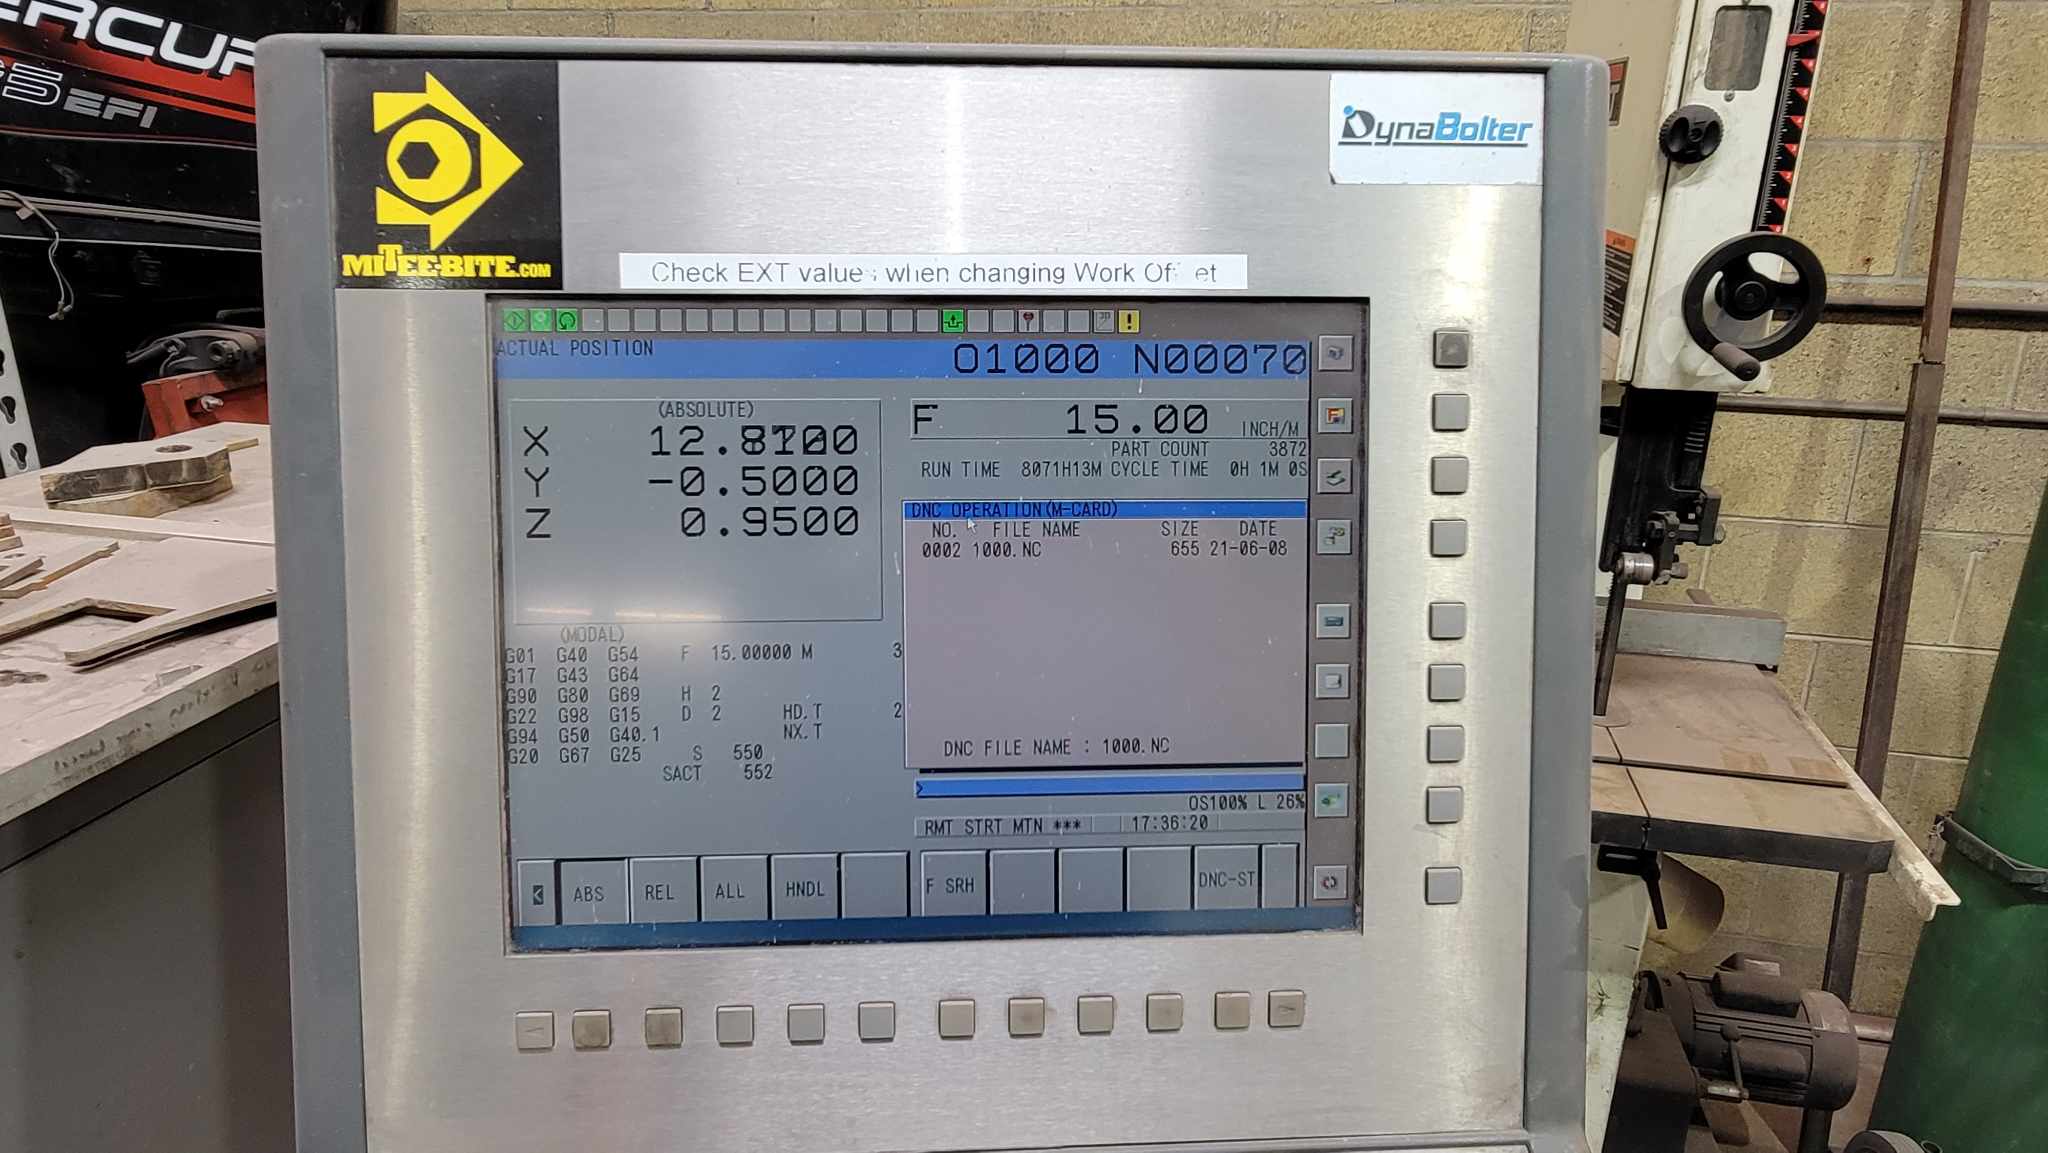 ERCUR
5 EFI
MITEE-BITE.COM
DynaBolter
Check EXT values when changing Work Of et
ACTUAL POSITION
O1000 N00070
(ABSOLUTE)
X
Y -0.5000
Z 0.9500
F 15.00 INCH/M
PART COUNT 3872
RUN TIME 8071H13M CYCLE TIME 0H 1M 0S
DNC OPERATION(M-CARD)
NO. FILE NAME SIZE DATE
0002 1000.NC 655 21-06-08
DNC FILE NAME : 1000.NC
(MODAL)
G01 G40 G54 F 15.00000 M 3
G17 G43 G64
G90 G80 G69 H 2
G22 G98 G15 D 2 HD.T 2
G94 G50 G40.1 NX.T
G20 G67 G25 S 550
SACT 552
>
OS100% L 26%
RMT STRT MTN *** 17:36:20
ABS REL ALL HNDL F SRH DNC-ST